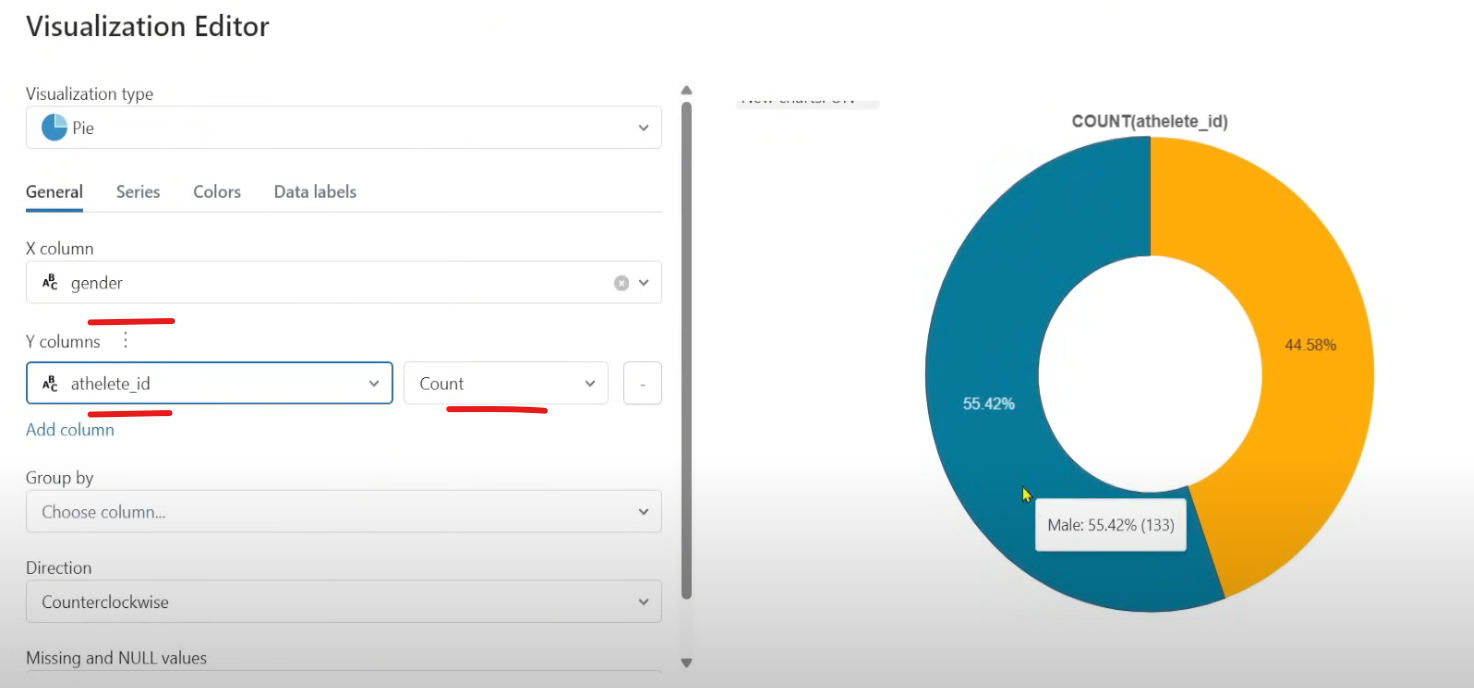 Visualization Editor
Visualization type
Pie
General Series Colors Data labels
X column
gender
Y columns
athelete_id Count -
Add column
Group by
Choose column...
Direction
Counterclockwise
Missing and NULL values
COUNT(athelete_id)
44.58%
55.42%
Male: 55.42% (133)